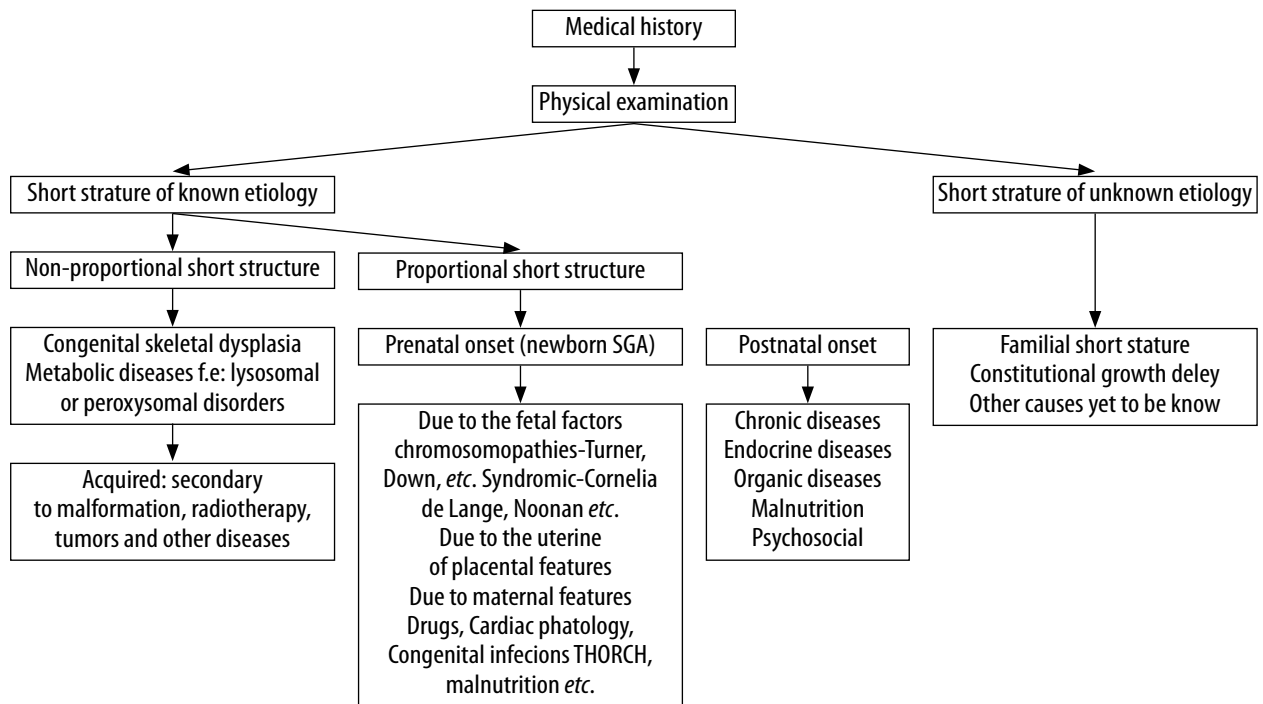 Medical history
Physical examination
Short strature of known etiology
Short strature of unknown etiology
Non-proportional short structure
Proportional short structure
Congenital skeletal dysplasia
Metabolic diseases f.e: lysosomal
or peroxysomal disorders
Prenatal onset (newborn SGA)
Postnatal onset
Familial short stature
Constitutional growth deley
Other causes yet to be know
Acquired: secondary
to malformation, radiotherapy,
tumors and other diseases
Due to the fetal factors
chromosomopathies-Turner,
Down, etc. Syndromic-Cornelia
de Lange, Noonan etc.
Due to the uterine
of placental features
Due to maternal features
Drugs, Cardiac phatology,
Congenital infecions THORCH,
malnutrition etc.
Chronic diseases
Endocrine diseases
Organic diseases
Malnutrition
Psychosocial